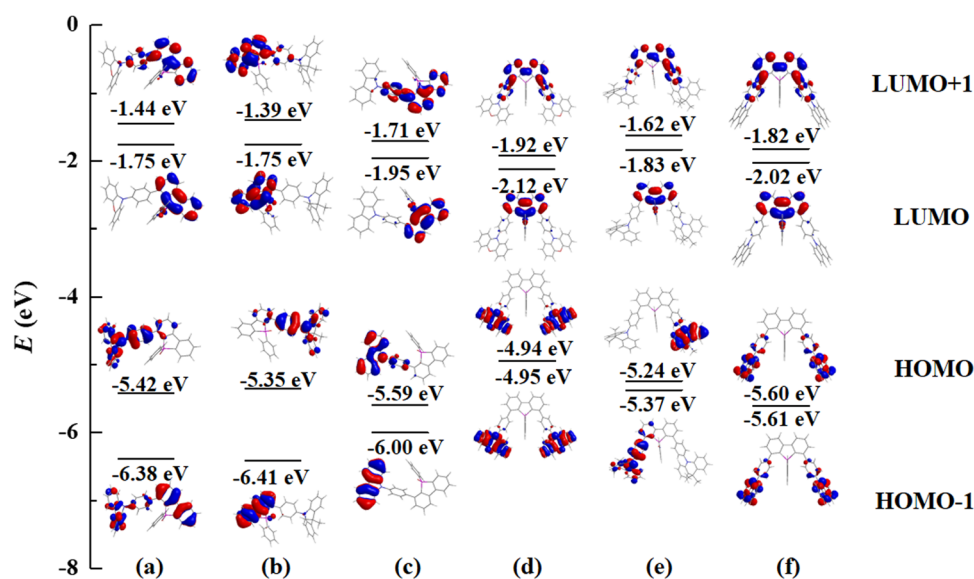 0
-2
-4
-6
-8
E (eV)
LUMO+1
LUMO
HOMO
HOMO-1
-1.44 eV
-1.75 eV
-5.42 eV
-6.38 eV
(a)
-1.39 eV
-1.75 eV
-5.35 eV
-6.41 eV
(b)
-1.71 eV
-1.95 eV
-5.59 eV
-6.00 eV
(c)
-1.92 eV
-2.12 eV
-4.94 eV
-4.95 eV
(d)
-1.62 eV
-1.83 eV
-5.24 eV
-5.37 eV
(e)
-1.82 eV
-2.02 eV
-5.60 eV
-5.61 eV
(f)